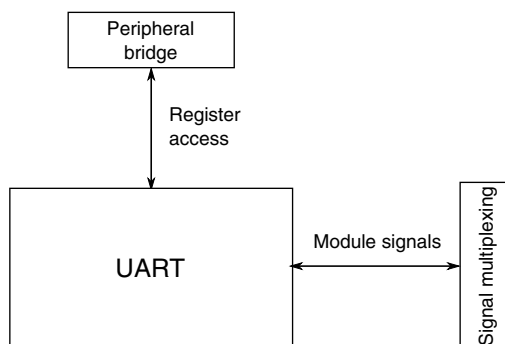 Peripheral
bridge
Register
access
UART
Module signals
Signal multiplexing